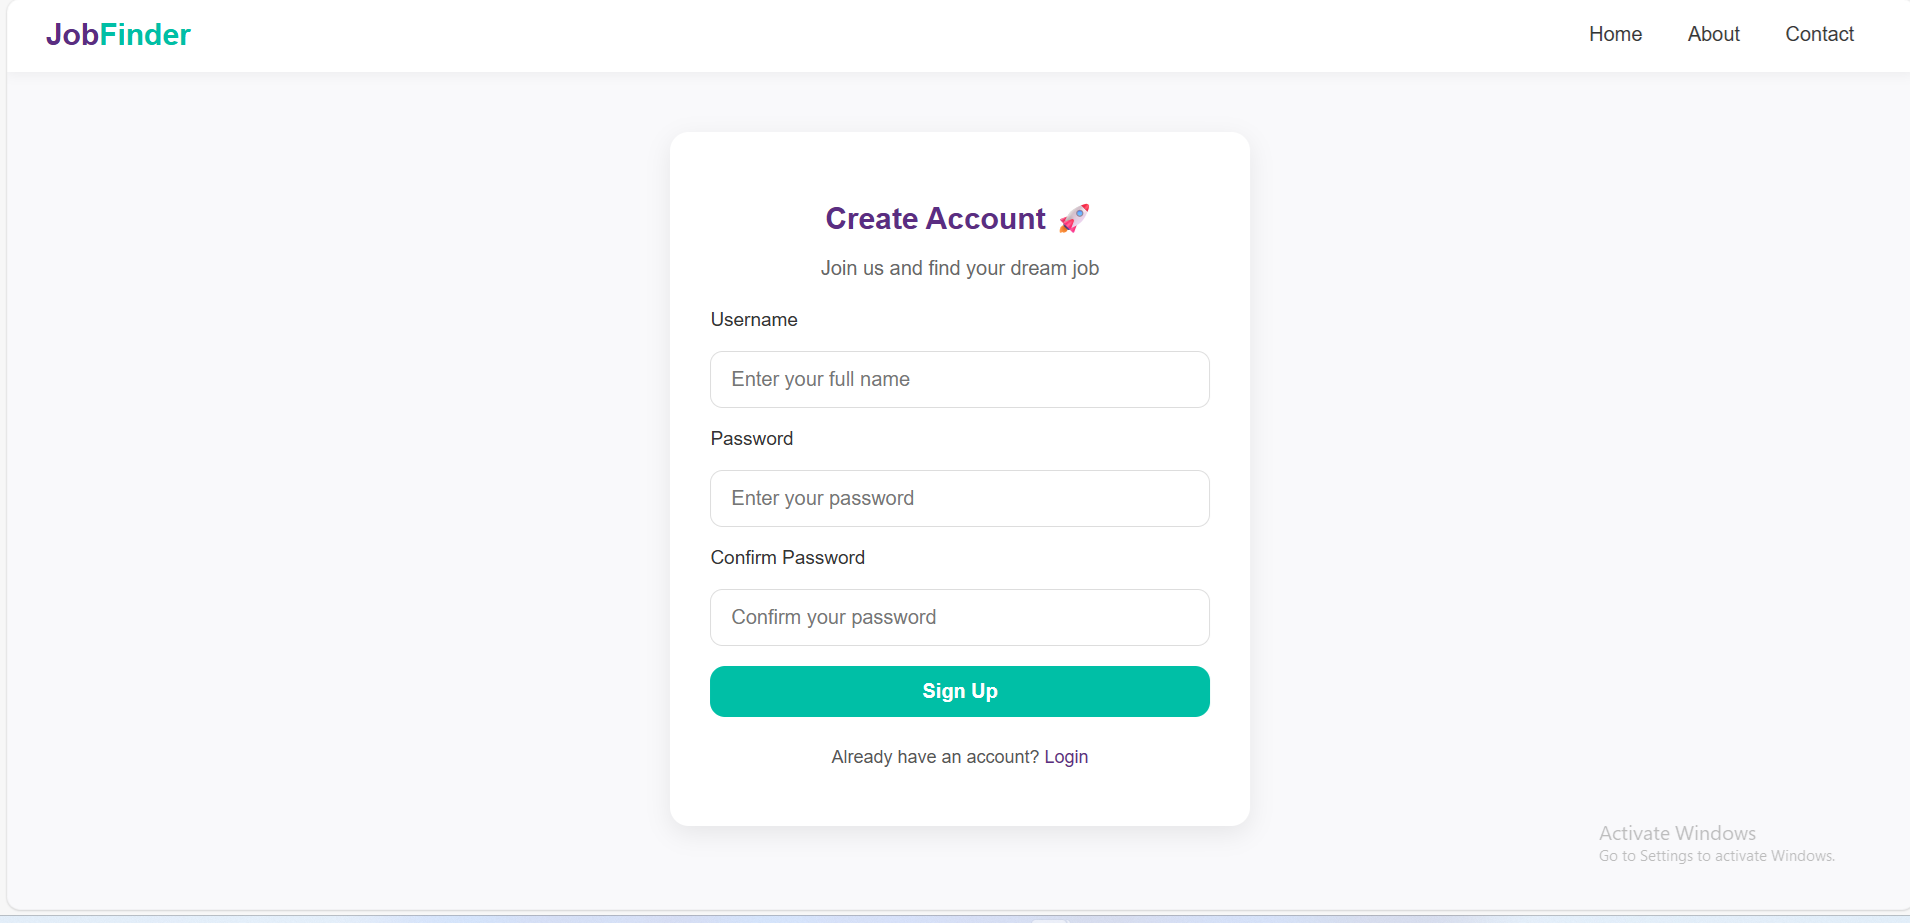 JobFinder
Home
About
Contact
Create Account 🚀
Join us and find your dream job
Username
Enter your full name
Password
Enter your password
Confirm Password
Confirm your password
Sign Up
Already have an account? Login
Activate Windows
Go to Settings to activate Windows.